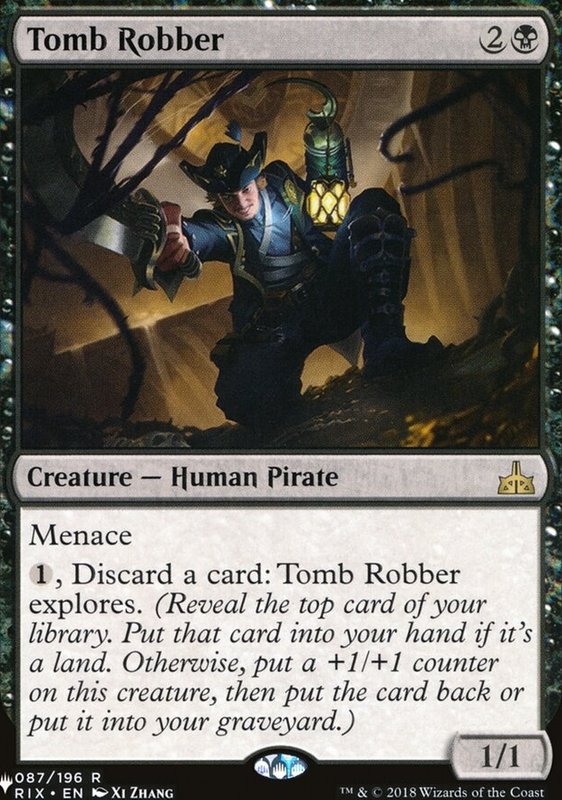 Tomb Robber 2
Creature — Human Pirate
Menace
1, Discard a card: Tomb Robber
explores. (Reveal the top card of your
library. Put that card into your hand if it's
a land. Otherwise, put a +1/+1 counter
on this creature, then put the card back or
put it into your graveyard.)
1/1
087/196 R
RIX • EN Xi Zhang
™ & © 2018 Wizards of the Coast